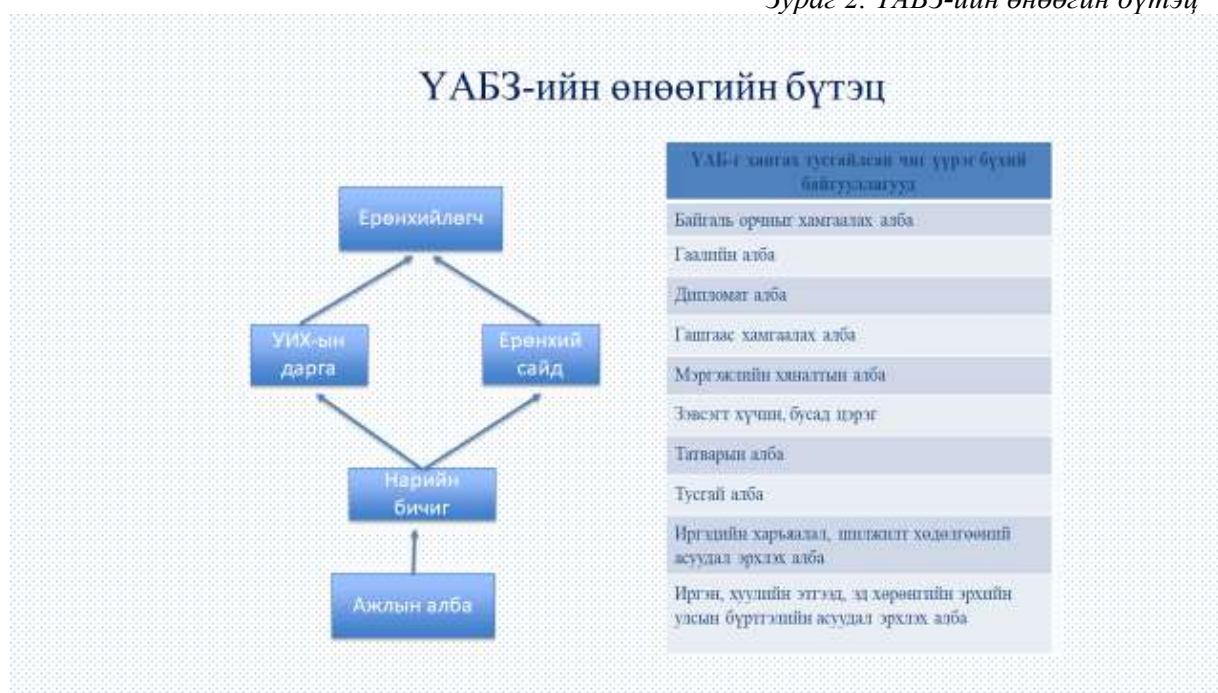 Зураг 2. ҮАБЗ-ийн өнөөгийн бүтэц
ҮАБЗ-ийн өнөөгийн бүтэц
Ерөнхийлөгч
УИХ-ын
дарга
Ерөнхий
сайд
Нарийн
бичиг
Ажлын алба
ҮАБ-г хангах тусгайлсан чиг үүрэг бүхий
байгууллагууд
Байгаль орчныг хамгаалах алба
Гаалийн алба
Дипломат алба
Гамшгаас хамгаалах алба
Мэргэжлийн хяналтын алба
Зэвсэгт хүчин, бусад цэрэг
Татварын алба
Тусгай алба
Иргэдийн харъяалал, шилжилт хөдөлгөөний
асуудал эрхлэх алба
Иргэн, хуулийн этгээд, эд хөрөнгийн эрхийн
улсын бүртгэлийн асуудал эрхлэх алба